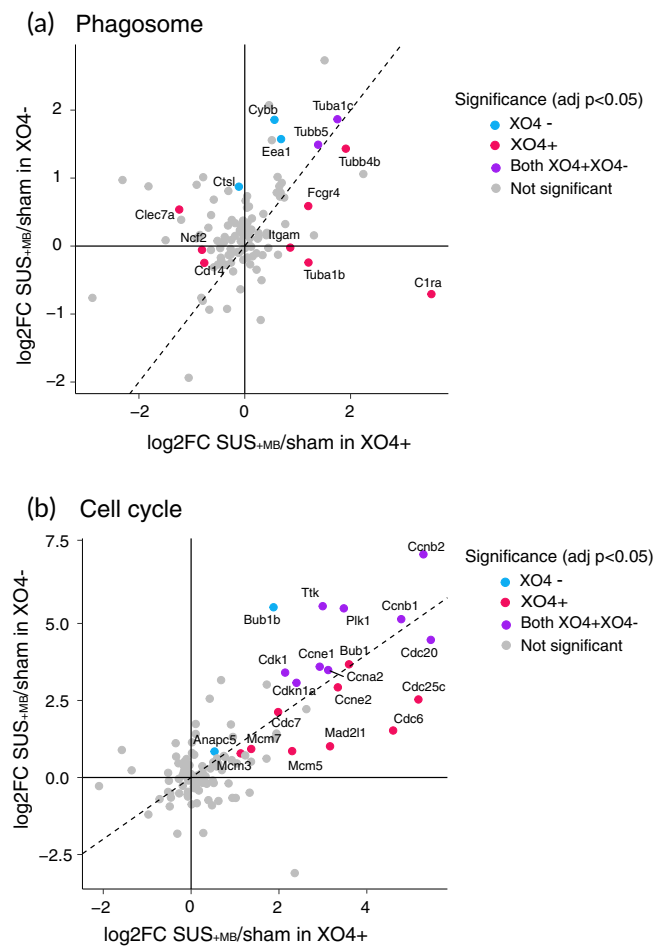 (a) Phagosome
log2FC SUS+MB/sham in XO4-
2
1
0
−1
−2
−2
0
2
log2FC SUS+MB/sham in XO4+
Cybb
Tuba1c
Tubb5
Eea1
Tubb4b
Ctsl
Fcgr4
Clec7a
Ncf2
Itgam
Cd14
Tuba1b
C1ra
Significance (adj p<0.05)
XO4 -
XO4+
Both XO4+XO4-
Not significant
(b) Cell cycle
log2FC SUS+MB/sham in XO4-
7.5
5.0
2.5
0.0
−2.5
−2
0
2
4
log2FC SUS+MB/sham in XO4+
Ccnb2
Ttk
Bub1b
Plk1
Ccnb1
Cdk1
Ccne1
Bub1
Cdc20
Ccna2
Cdkn1a
Ccne2
Cdc25c
Cdc7
Cdc6
Anapc5
Mcm7
Mad2l1
Mcm3
Mcm5
Significance (adj p<0.05)
XO4 -
XO4+
Both XO4+XO4-
Not significant